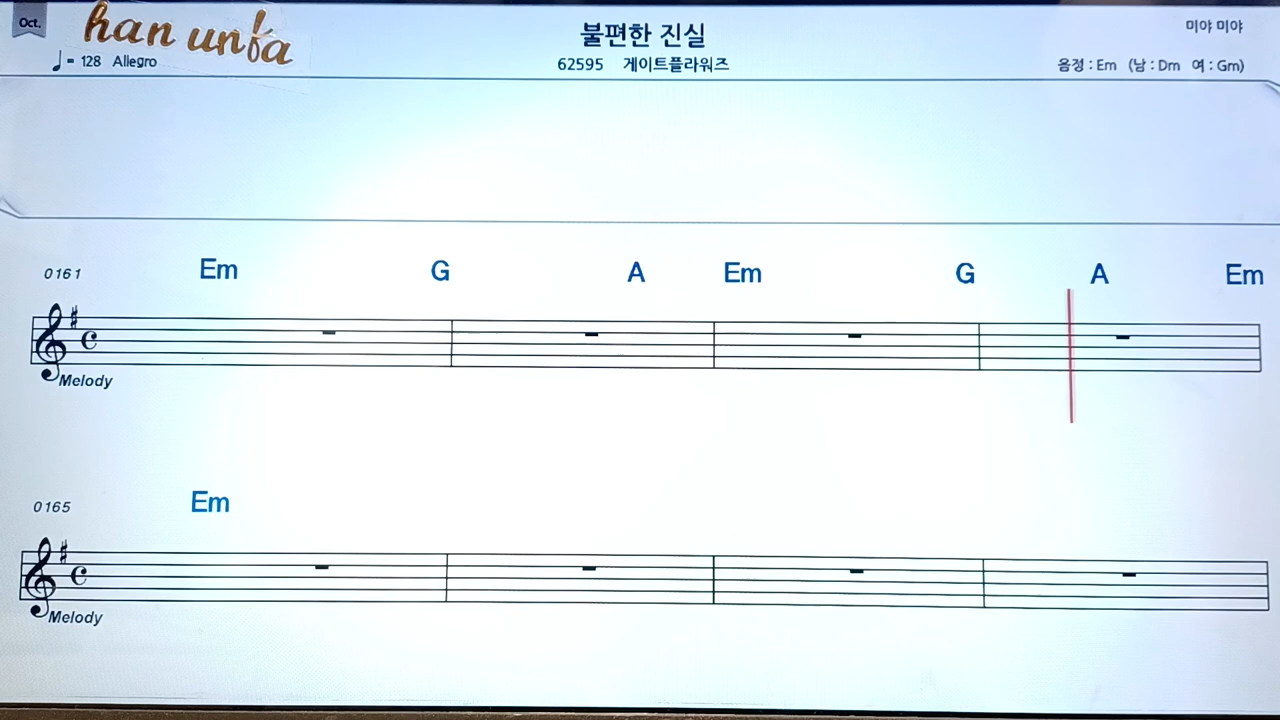 Oct.
han unfa
불편한 진실
미야 미야
♩ = 128 Allegro
62595 게이트플라워즈
음정 : Em (남 : Dm 여 : Gm)
0161 Em G A Em G A Em
Melody
0165 Em
Melody